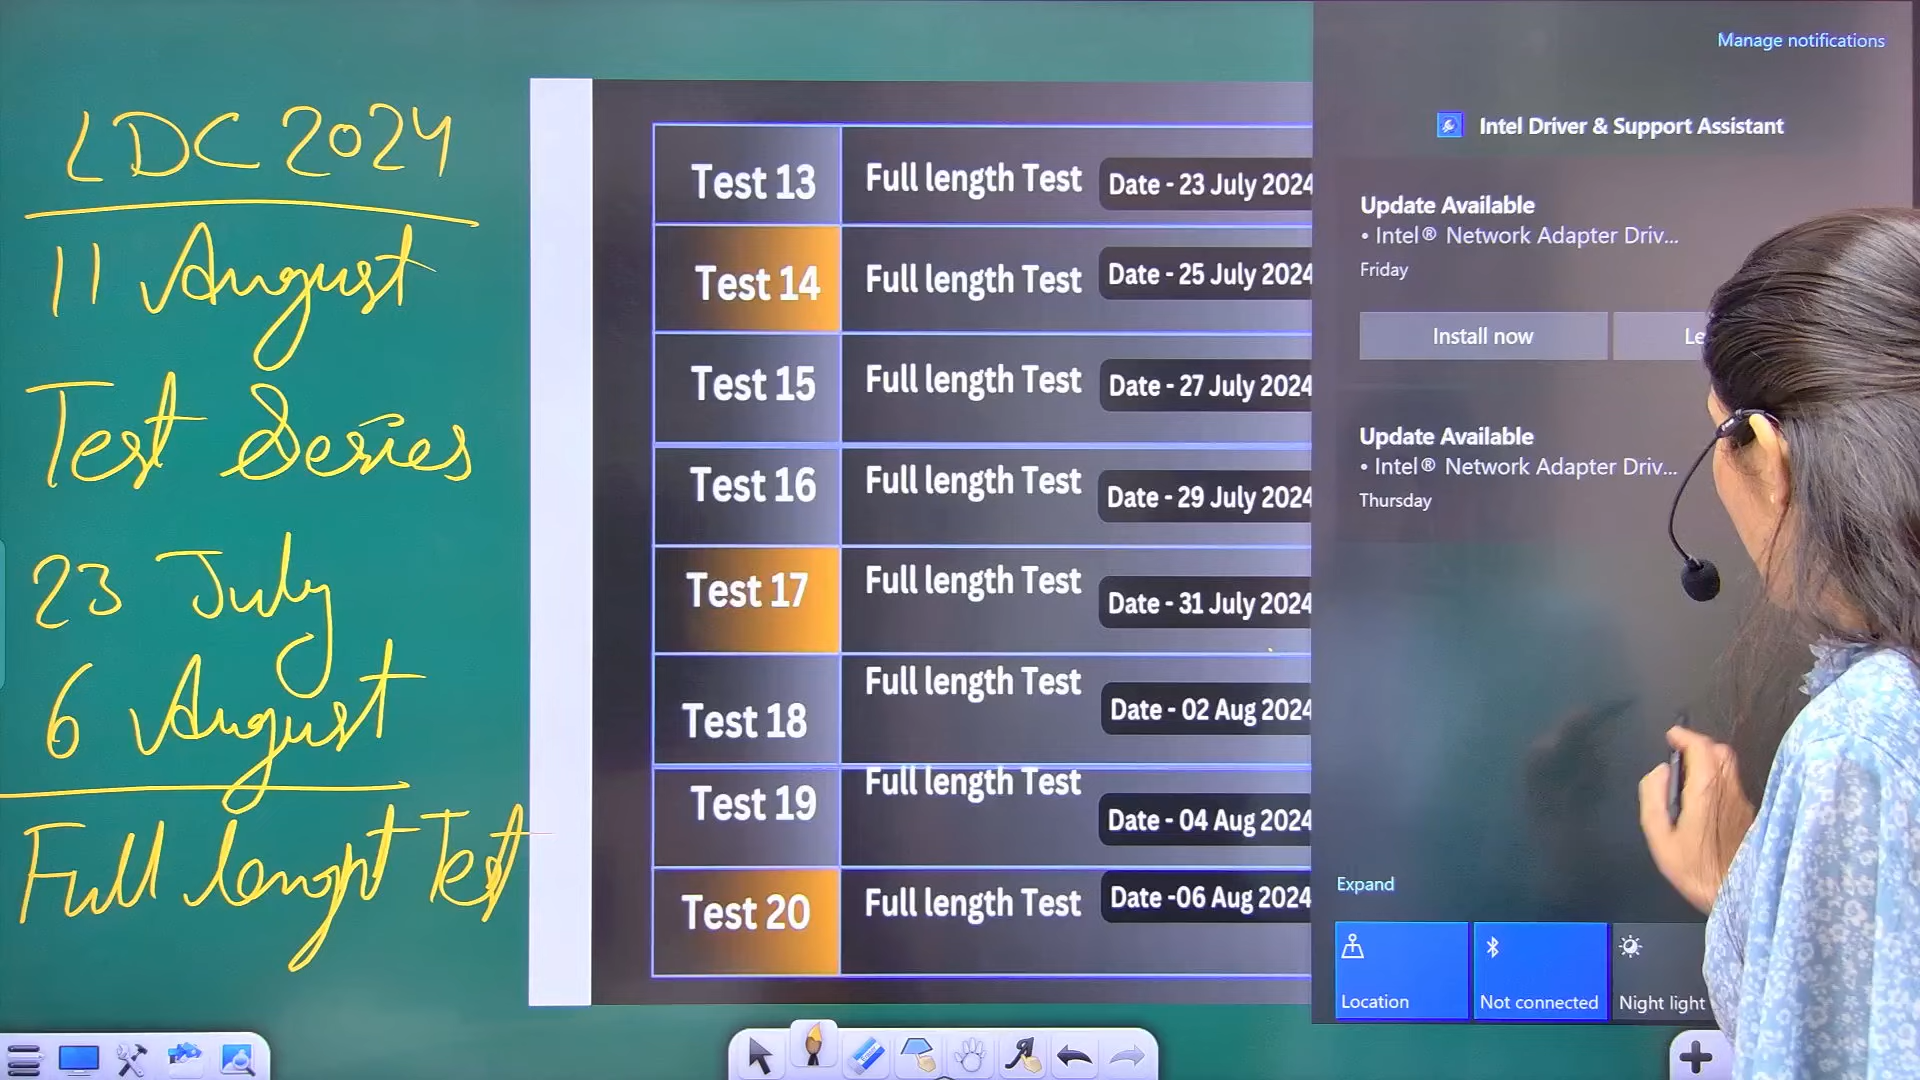 LDC 2024
11 August
Test Series
23 July
6 August
Full lengnt Test
Test 13 Full length Test Date - 23 July 2024
Test 14 Full length Test Date - 25 July 2024
Test 15 Full length Test Date - 27 July 2024
Test 16 Full length Test Date - 29 July 2024
Test 17 Full length Test Date - 31 July 2024
Test 18 Full length Test Date - 02 Aug 2024
Test 19 Full length Test Date - 04 Aug 2024
Test 20 Full length Test Date -06 Aug 2024
Manage notifications
Intel Driver & Support Assistant
Update Available
• Intel® Network Adapter Driv...
Friday
Install now Le
Update Available
• Intel® Network Adapter Driv...
Thursday
Expand
Location Not connected Night light